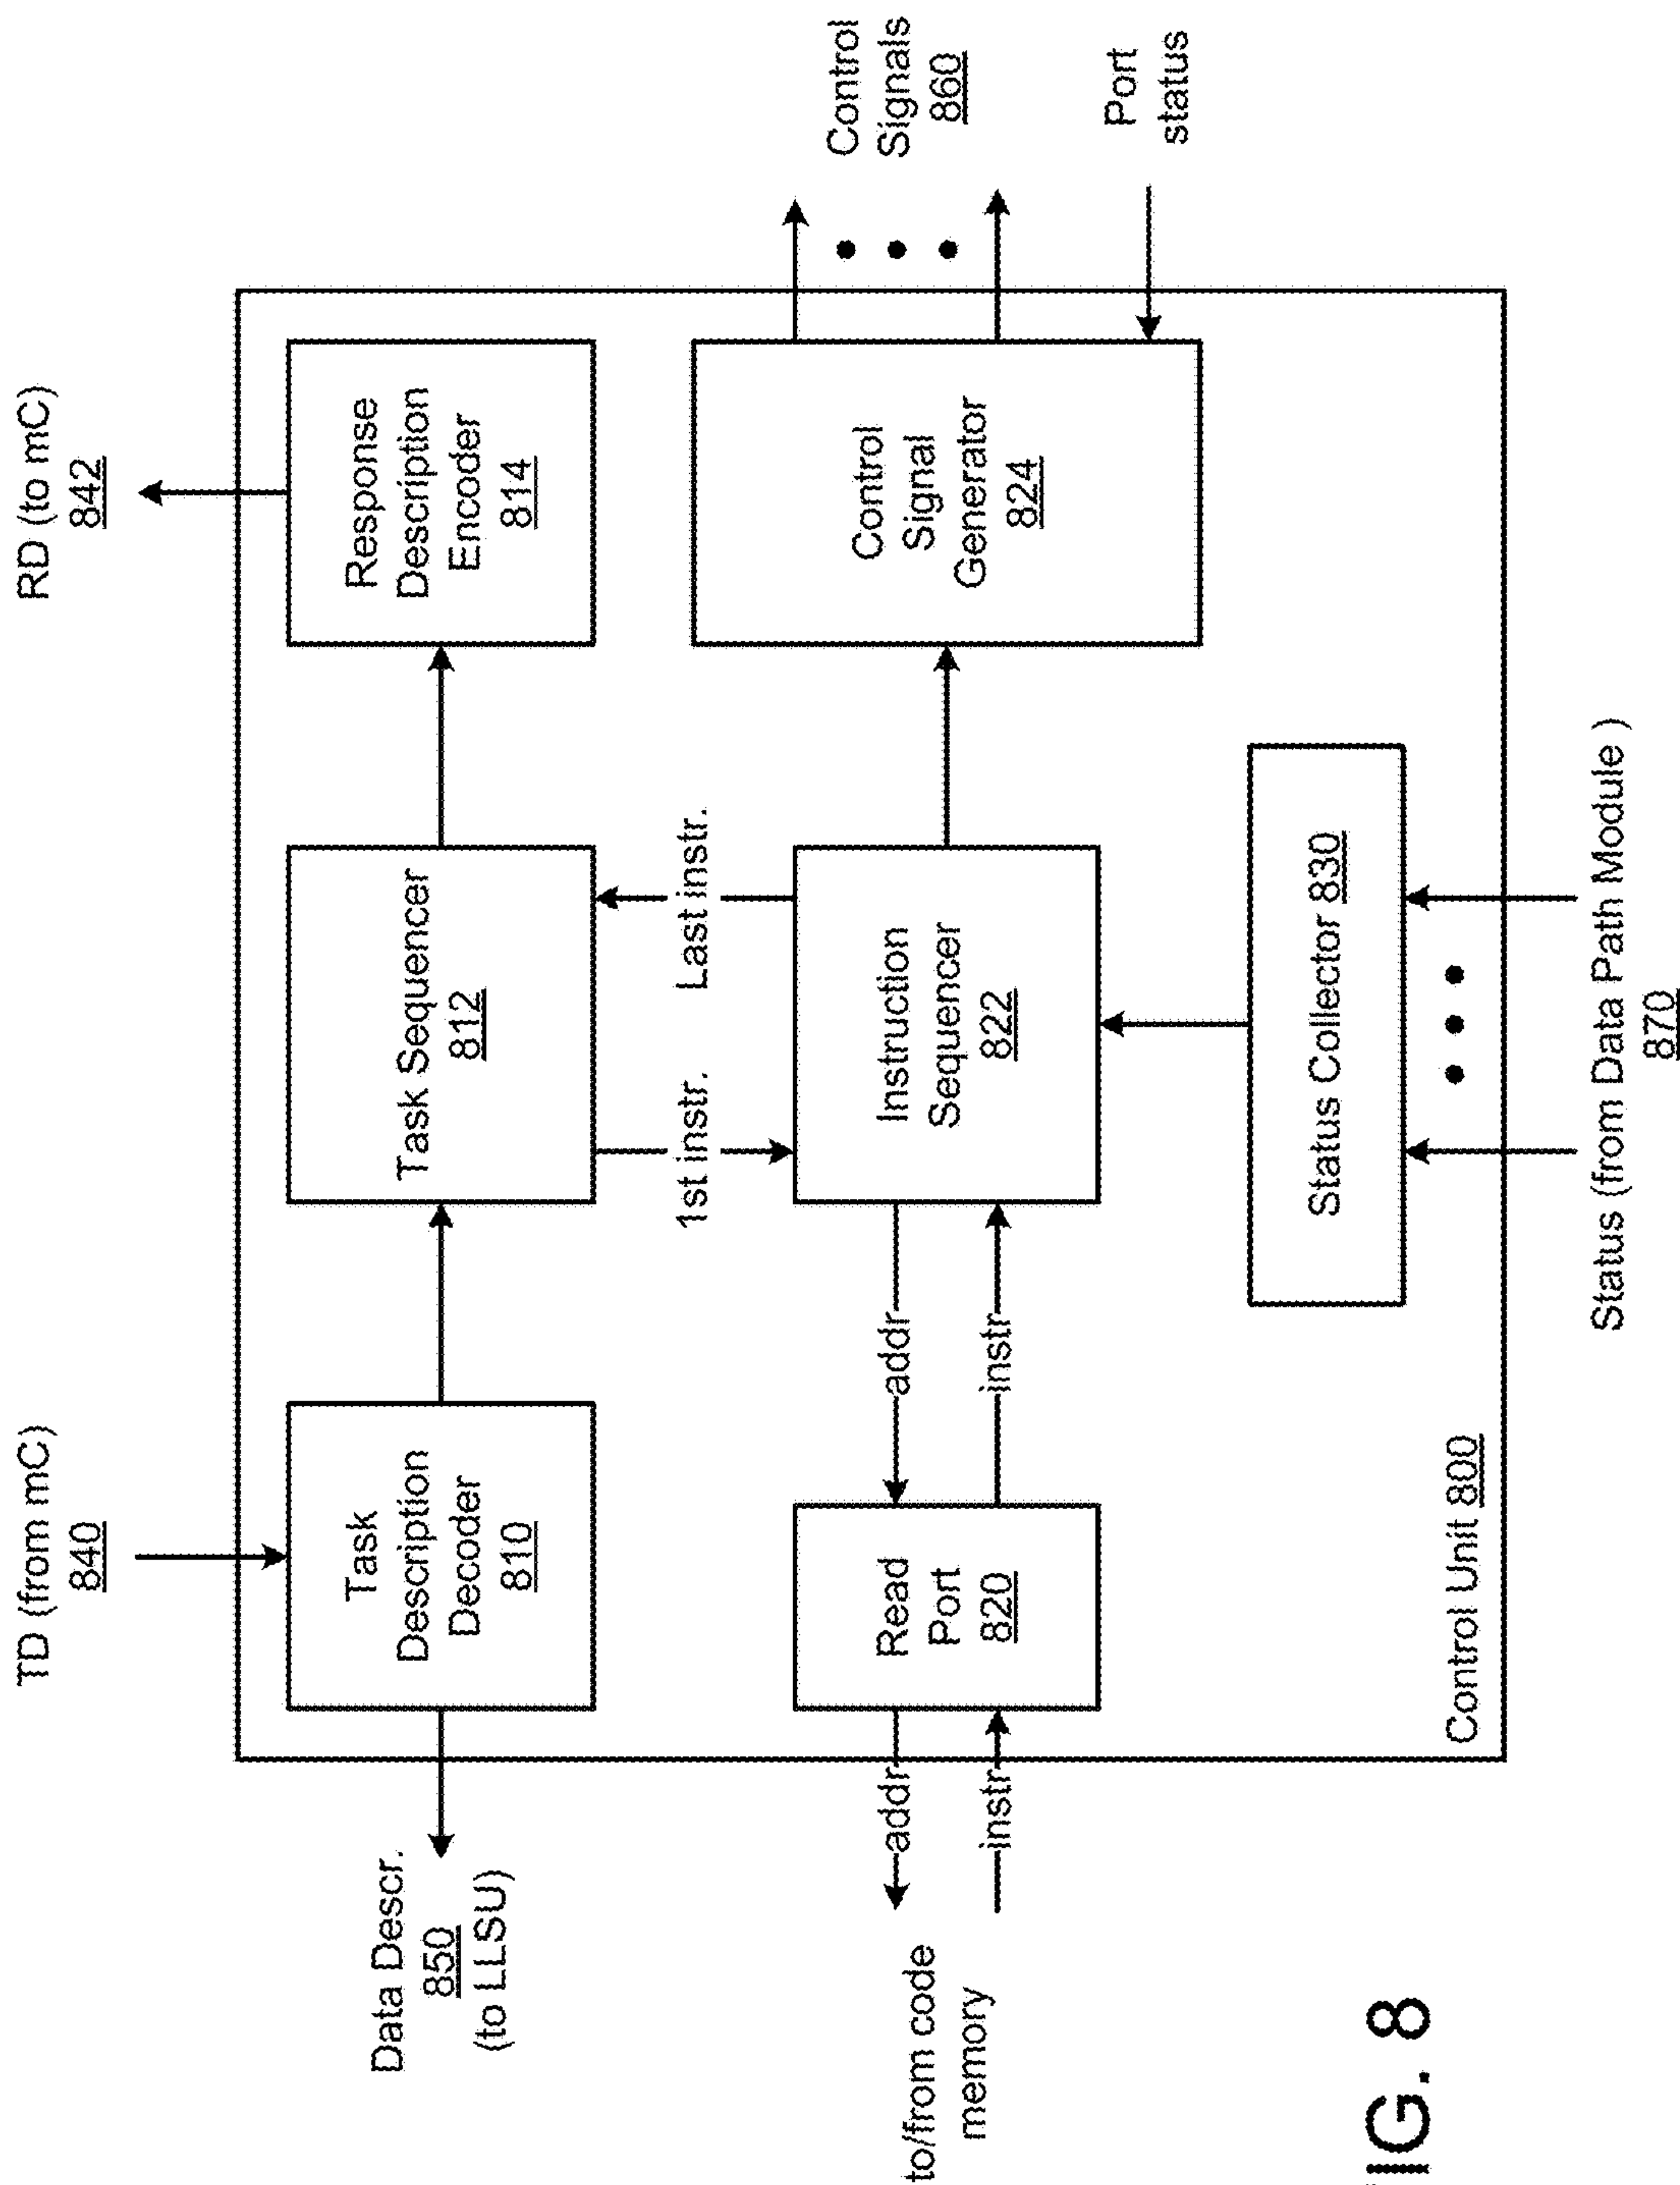 TD (from mC)
840
RD (to mC)
842
Data Descr.
850
(to LLSU)
Task
Description
Decoder
810
Task Sequencer
812
Response
Description
Encoder
814
1st instr.
Last instr.
to/from code
memory
addr
instr
Read
Port
820
addr
instr
Instruction
Sequencer
822
Control
Signal
Generator
824
Control
Signals
860
Port
status
Status Collector 830
Control Unit 800
Status (from Data Path Module )
870
IG. 8